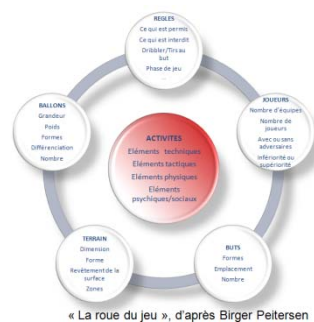 REGLES
Ce qui est permis
Ce qui est interdit
Dribbler/Tirs au
but
Phase de jeu
...
BALLONS
Grandeur
Poids
Formes
Différenciation
Nombre
JOUEURS
Nombre d'équipes
Nombre de
joueurs
Avec ou sans
adversaires
Infériorité ou
supériorité
ACTIVITES
Eléments techniques
Eléments tactiques
Eléments physiques
Eléments
psychiques/sociaux
TERRAIN
Dimension
Forme
Revêtement de la
surface
Zones
BUTS
Formes
Emplacement
Nombre
« La roue du jeu », d'après Birger Peitersen